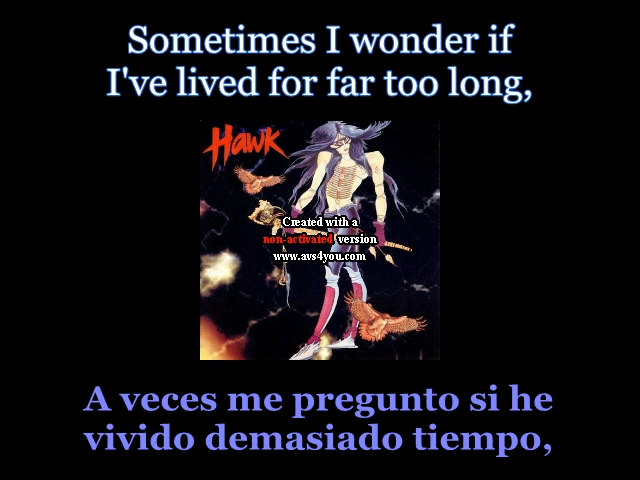 Sometimes I wonder if
I've lived for far too long,
Hawk
Created with a
non-activated version
www.avs4you.com
A veces me pregunto si he
vivido demasiado tiempo,